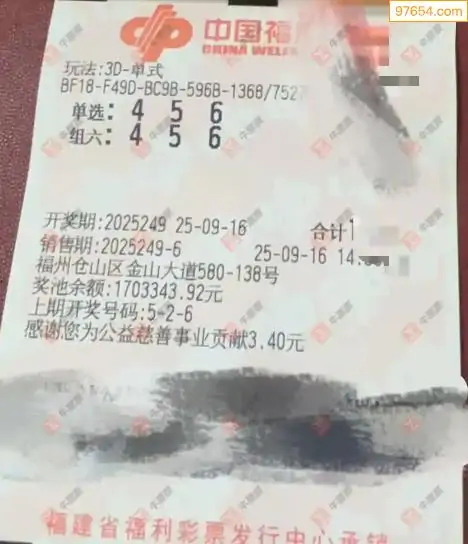 97654.com
中国福
CHINA WELF
玩法:3D-单式
BF18-F49D-BC9B-596B-1368/7527
单选: 4 5 6
组六: 4 5 6
开奖期:2025249 25-09-16 合计1
销售期:2025249-6 25-09-16 14:
福州仓山区金山大道580-138号
奖池余额:1703343.92元
上期开奖号码:5-2-6
感谢您为公益慈善事业贡献3.40元
福建省福利彩票发行中心承销